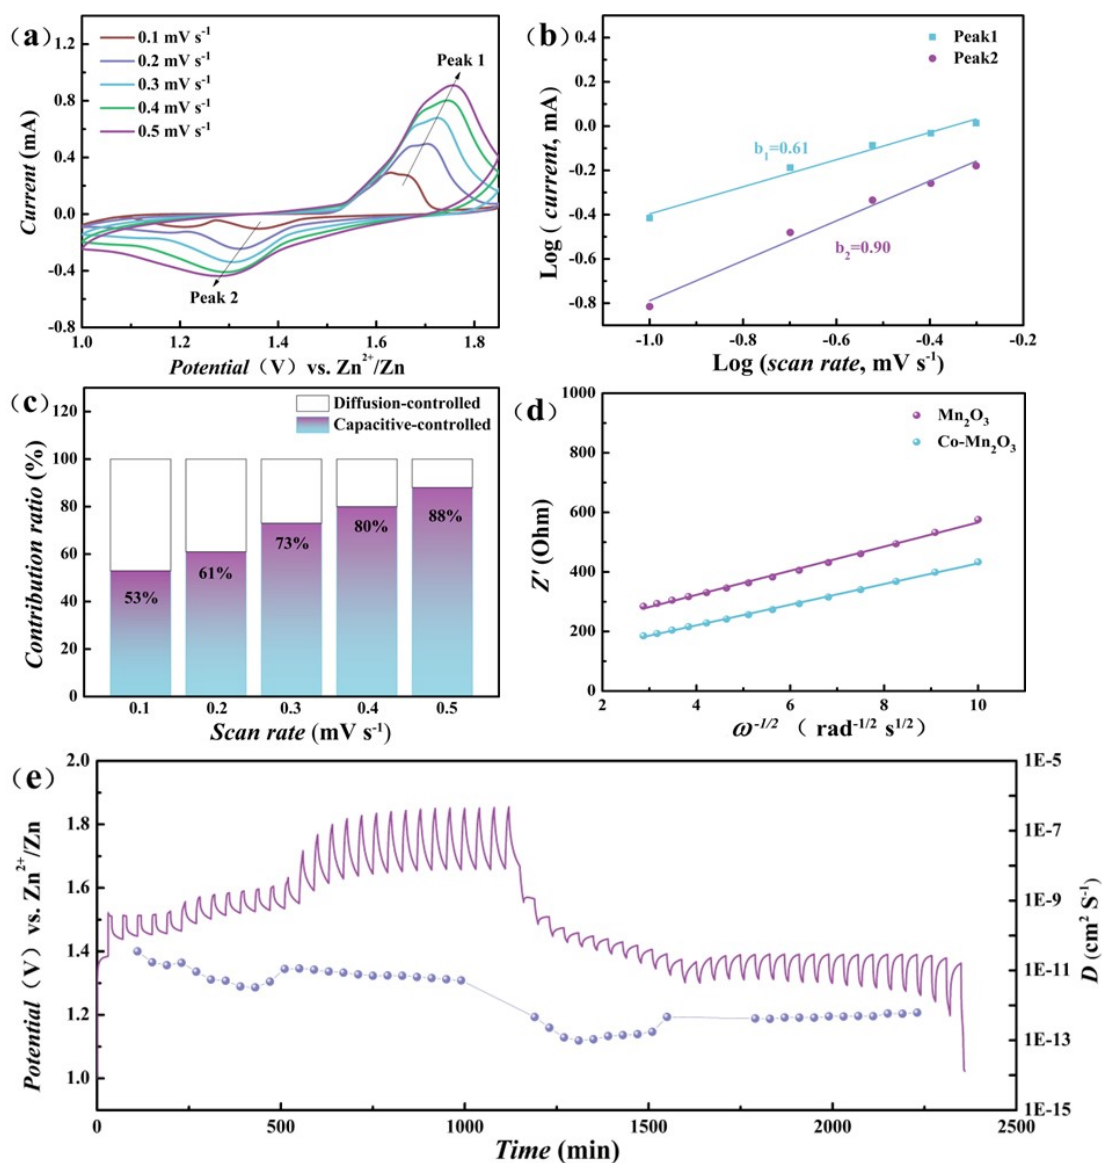 (a)
0.1 mV s⁻¹
0.2 mV s⁻¹
0.3 mV s⁻¹
0.4 mV s⁻¹
0.5 mV s⁻¹
Peak 1
Peak 2
1.2
0.8
0.4
0.0
-0.4
-0.8
Current (mA)
1.0 1.2 1.4 1.6 1.8
Potential（V）vs. Zn²⁺/Zn
(b)
Peak1
Peak2
b₁=0.61
b₂=0.90
0.4
0.2
0.0
-0.2
-0.4
-0.6
-0.8
Log ( current, mA)
-1.0 -0.8 -0.6 -0.4 -0.2
Log (scan rate, mV s⁻¹)
(c)
Diffusion-controlled
Capacitive-controlled
120
100
80
60
40
20
0
Contribution ratio (%)
53%
61%
73%
80%
88%
0.1 0.2 0.3 0.4 0.5
Scan rate (mV s⁻¹)
(d)
Mn₂O₃
Co-Mn₂O₃
1000
800
600
400
200
0
Z' (Ohm)
2 4 6 8 10
ω⁻¹/² （ rad⁻¹/² s¹/²）
(e)
2.0
1.8
1.6
1.4
1.2
1.0
Potential（V）vs. Zn²⁺/Zn
1E-5
1E-7
1E-9
1E-11
1E-13
1E-15
D (cm² S⁻¹)
0 500 1000 1500 2000 2500
Time (min)